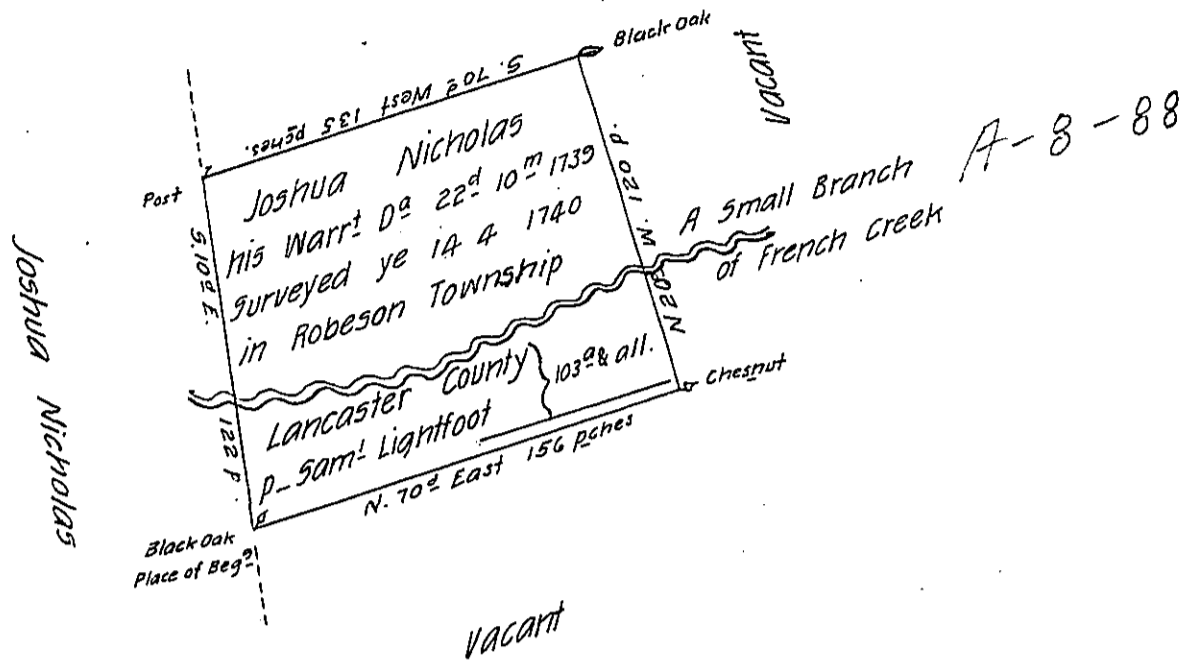 Black Oak
Vacant
S. 70d West 135 pches.
A-8-88
Post
Joshua Nicholas
his Warrt Da 22d 10m 1739
Surveyed ye 14 4 1740
in Robeson Township
Lancaster County
p Saml Lightfoot
103a & all.
S. 10d E.
122 P.
N 20d W. 120 P.
A Small Branch
of French Creek
Chesnut
N. 70d East 156 pches
Black Oak
Place of Begg
Joshua Nicholas
Vacant